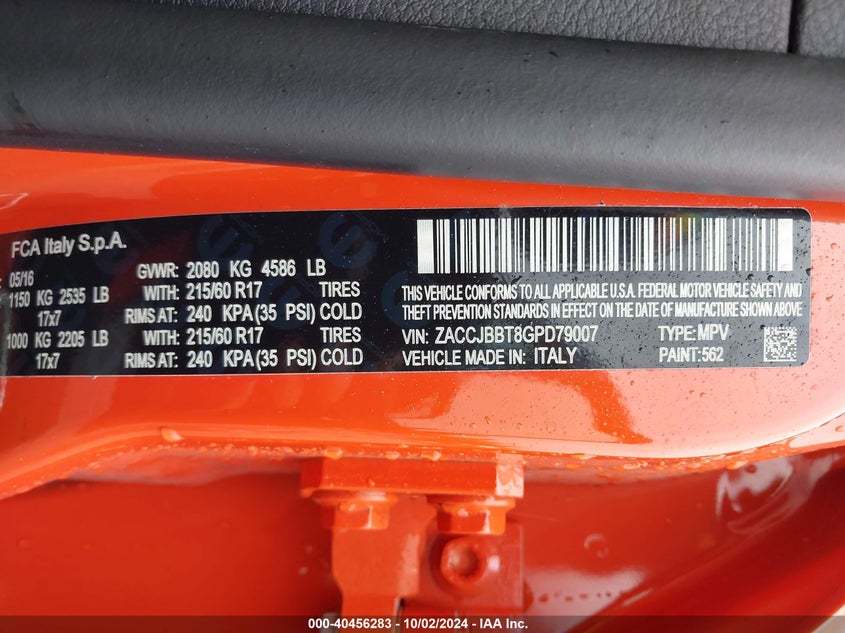 FCA Italy S.p.A.
05/16 GVWR: 2080 KG 4586 LB
1150 KG 2535 LB WITH: 215/60 R17 TIRES
17x7 RIMS AT: 240 KPA(35 PSI) COLD
1000 KG 2205 LB WITH: 215/60 R17 TIRES
17x7 RIMS AT: 240 KPA(35 PSI) COLD
THIS VEHICLE CONFORMS TO ALL APPLICABLE U.S.A. FEDERAL MOTOR VEHICLE SAFETY AND
THEFT PREVENTION STANDARDS IN EFFECT ON THE DATE OF MANUFACTURE SHOWN ABOVE
VIN: ZACCJBBT8GPD79007 TYPE: MPV
VEHICLE MADE IN: ITALY PAINT: 562
000-40456283 - 10/02/2024 - IAA Inc.